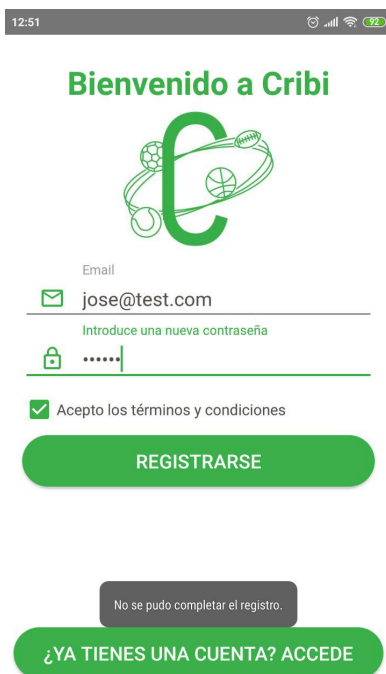 12:51
92
Bienvenido a Cribi
C
Email
jose@test.com
Introduce una nueva contraseña
••••••
Acepto los términos y condiciones
REGISTRARSE
No se pudo completar el registro.
¿YA TIENES UNA CUENTA? ACCEDE